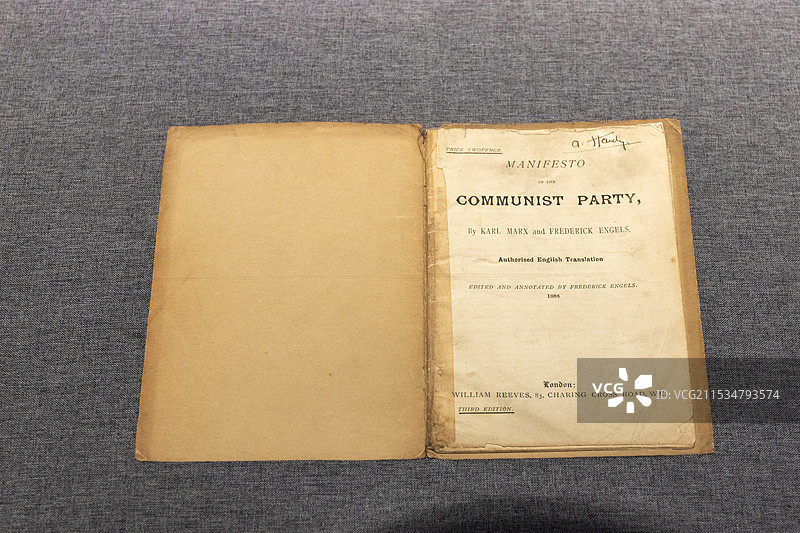 PRICE TWOPENCE
MANIFESTO
OF THE
COMMUNIST PARTY,
By KARL MARX and FREDERICK ENGELS.
Authorised English Translation
EDITED AND ANNOTATED BY FREDERICK ENGELS.
1888
London:
WILLIAM REEVES, 83, CHARING CROSS ROAD, W.C.
THIRD EDITION.
VCG
VCG211534793574